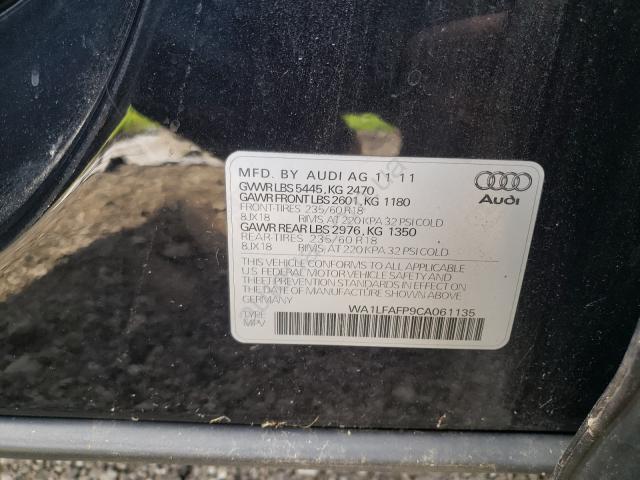 MFD. BY AUDI AG 11 11
GWVR LBS 5445, KG 2470
GAWR FRONT LBS 2601, KG 1180
FRONT-TIRES 235/60 R18
8JX18 RIMS AT 220 KPA 32 PSI COLD
GAWR REAR LBS 2976, KG 1350
REAR-TIRES 235/60 R18
8JX18 RIMS AT 220 KPA 32 PSI COLD
THIS VEHICLE CONFORMS TO ALL APPLICABLE
U.S. FEDERAL MOTOR VEHICLE SAFETY AND
THEFT PREVENTION STANDARDS IN EFFECT ON
THE DATE OF MANUFACTURE SHOWN ABOVE
GERMANY
TYPE: WA1LFAFP9CA061135
MPV
Audi